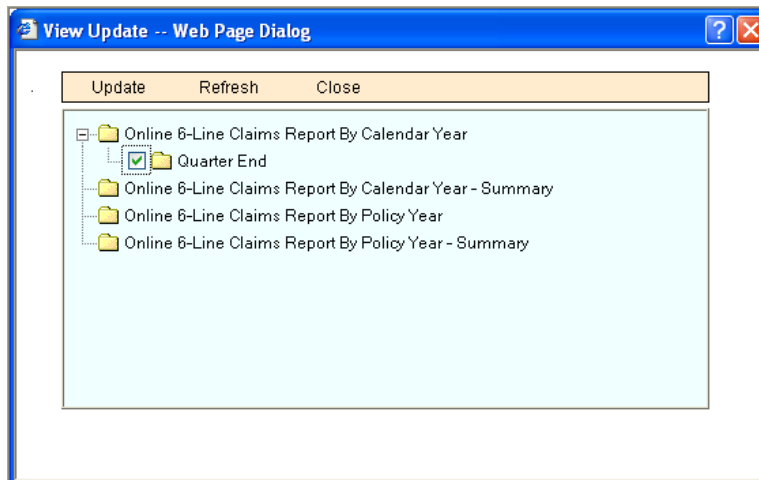 View Update -- Web Page Dialog
Update Refresh Close
Online 6-Line Claims Report By Calendar Year
Quarter End
Online 6-Line Claims Report By Calendar Year - Summary
Online 6-Line Claims Report By Policy Year
Online 6-Line Claims Report By Policy Year - Summary